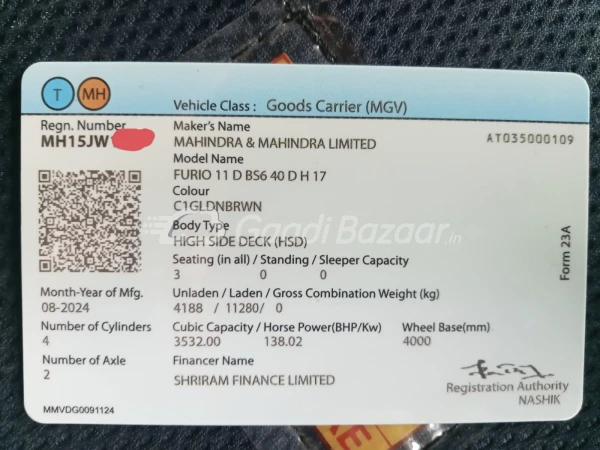 T MH
Vehicle Class : Goods Carrier (MGV)
Regn. Number
MH15JW
Maker's Name
MAHINDRA & MAHINDRA LIMITED
AT035000109
Model Name
FURIO 11 D BS6 40 D H 17
Colour
C1GLDNBRWN
Gaadi Bazaar.in
Body Type
HIGH SIDE DECK (HSD)
Seating (in all) / Standing / Sleeper Capacity
3 0 0
Form 23A
Month-Year of Mfg.
08-2024
Unladen / Laden / Gross Combination Weight (kg)
4188 / 11280/ 0
Number of Cylinders
4
Cubic Capacity / Horse Power(BHP/Kw)
3532.00 138.02
Wheel Base(mm)
4000
Number of Axle
2
Financer Name
SHRIRAM FINANCE LIMITED
Registration Authority
NASHIK
MMVDG0091124